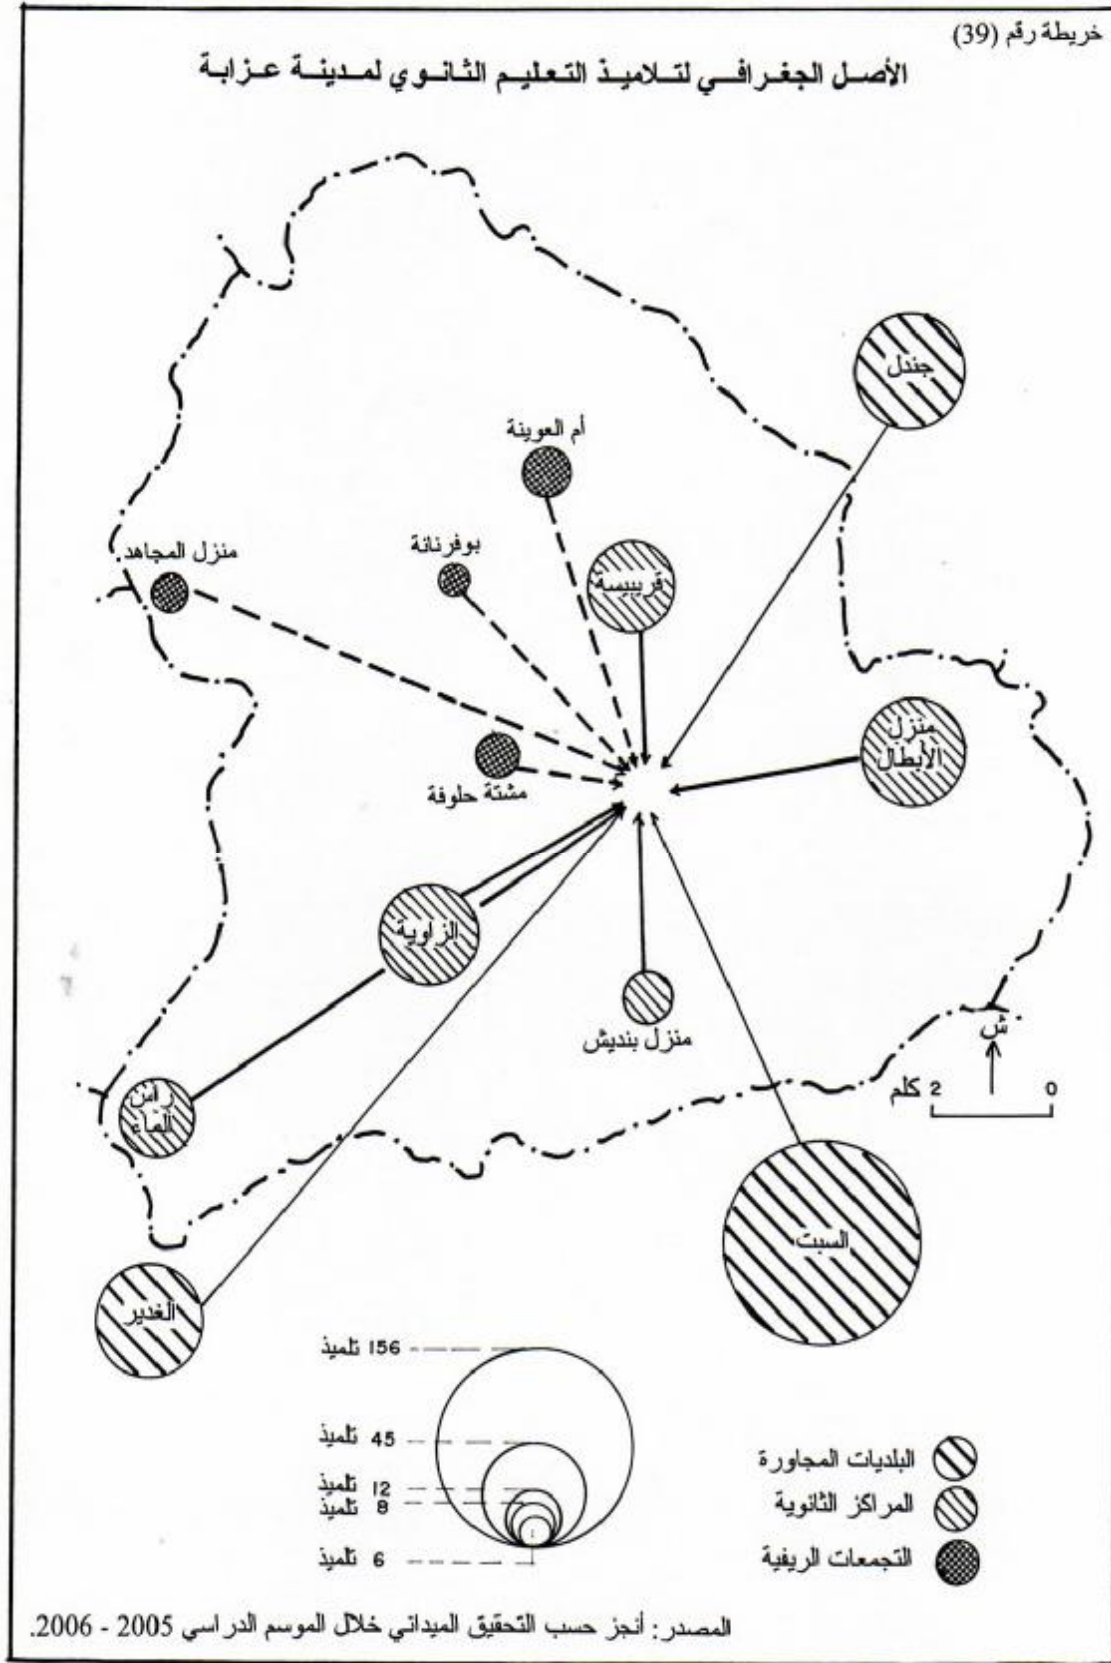 خريطة رقم (39)
الأصل الجغرافي لتلاميذ التعليم الثانوي لمدينة عزابة
جندل
أم العوينة
بوفرنانة
قريبيسة
منزل المجاهد
منزل
الأبطال
مشتة حلوفة
الزاوية
منزل بنديش
ش
كلم 2 0
راس
الماء
السبت
الغدير
156 تلميذ
45 تلميذ
12 تلميذ
8 تلميذ
6 تلميذ
البلديات المجاورة
المراكز الثانوية
التجمعات الريفية
المصدر: أنجز حسب التحقيق الميداني خلال الموسم الدراسي 2005 - 2006.